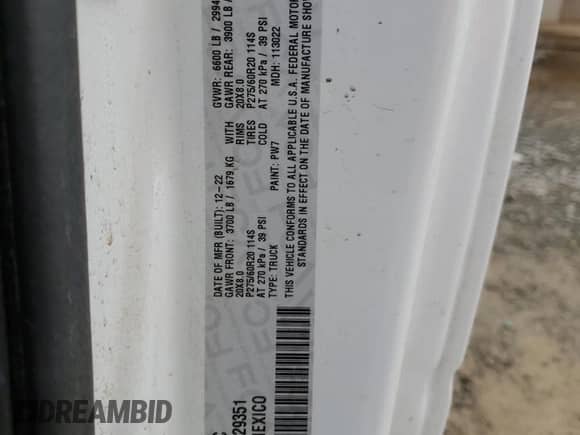 DATE OF MFR (BUILT): 12-22 GVWR: 6600 LB / 2994
GAWR FRONT: 3700 LB / 1679 KG WITH GAWR REAR: 3900 LB /
20X8.0 RIMS 20X8.0
P275/60R20 114S TIRES P275/60R20 114S
AT 270 kPa / 39 PSI COLD AT 270 kPa / 39 PSI
TYPE: TRUCK PAINT: PW7 MDH: 113022
THIS VEHICLE CONFORMS TO ALL APPLICABLE U.S.A. FEDERAL MOTOR
STANDARDS IN EFFECT ON THE DATE OF MANUFACTURE SHOW
29351
MEXICO
© DREAMBID